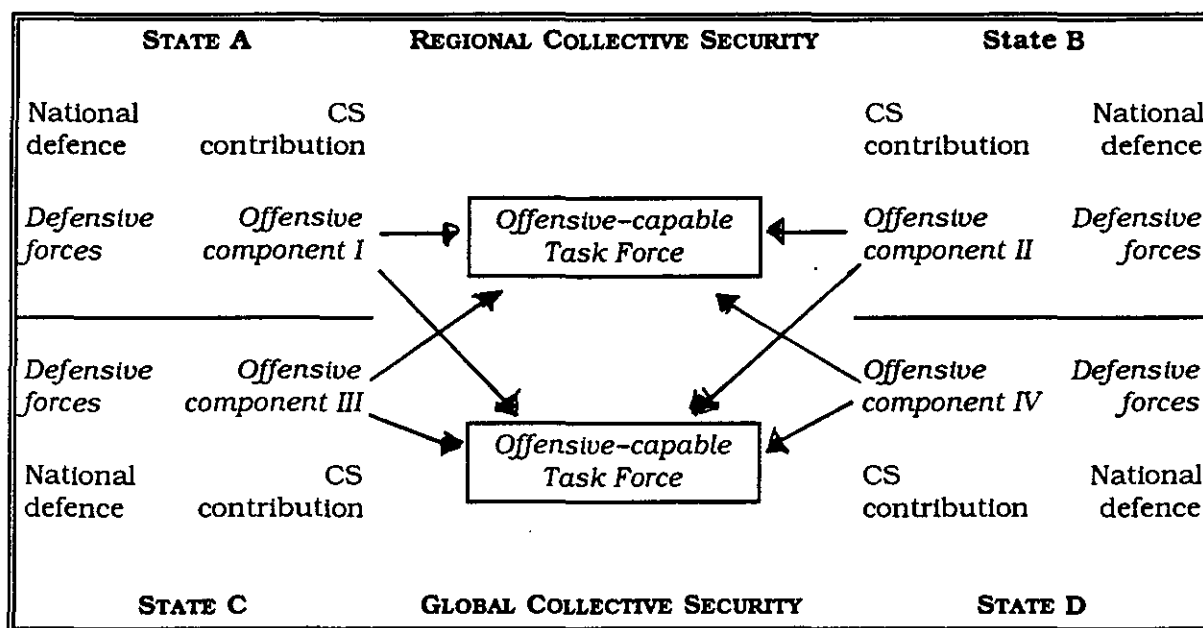 STATE A REGIONAL COLLECTIVE SECURITY State B
National CS CS National
defence contribution contribution defence
Defensive Offensive Offensive-capable Offensive Defensive
forces component I Task Force component II forces
Defensive Offensive Offensive Defensive
forces component III component IV forces
Offensive-capable
Task Force
National CS CS National
defence contribution contribution defence
STATE C GLOBAL COLLECTIVE SECURITY STATE D